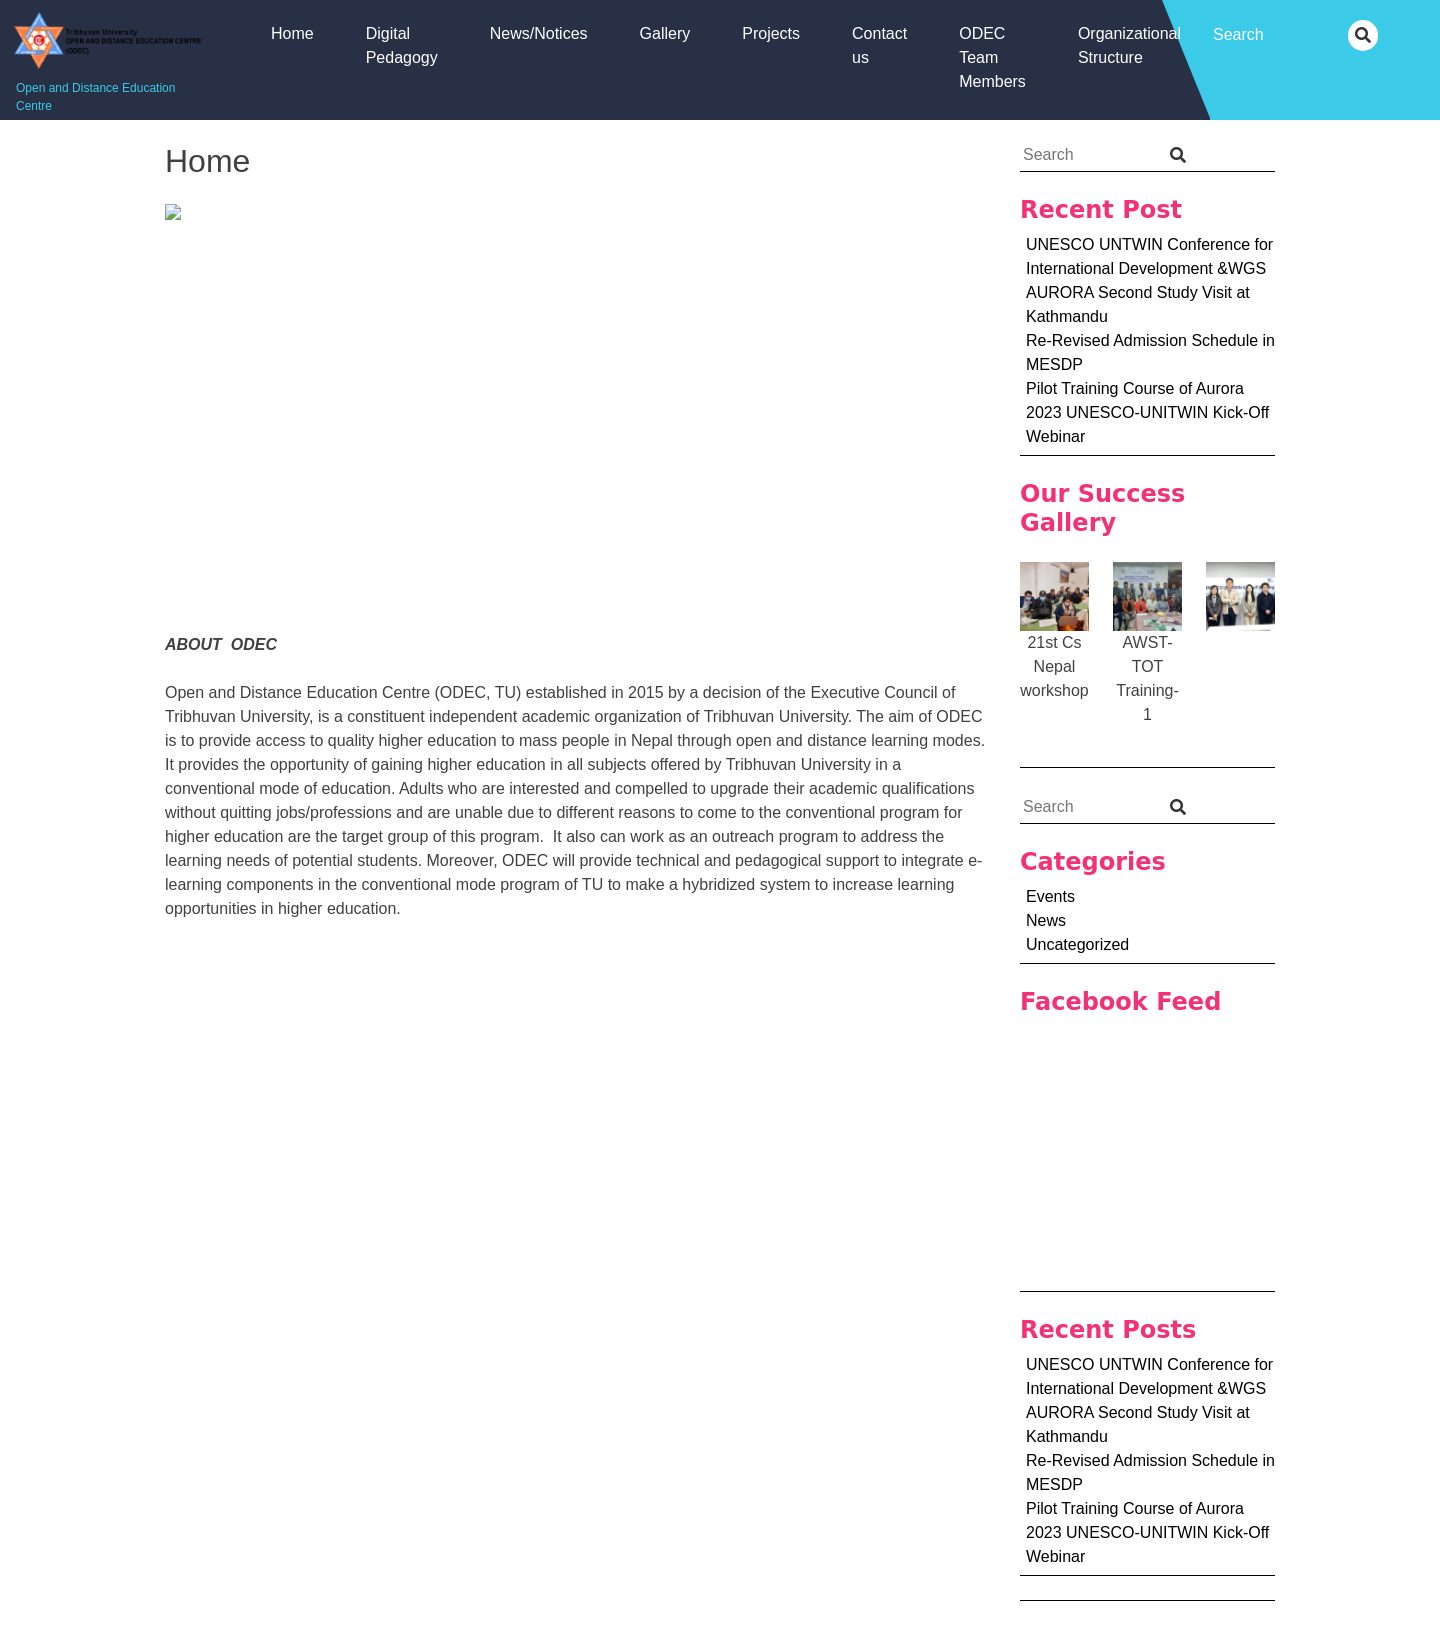 Tribhuvan University
OPEN AND DISTANCE EDUCATION CENTRE
(ODEC)
Open and Distance Education
Centre
Home
Digital
Pedagogy
News/Notices
Gallery
Projects
Contact
us
ODEC
Team
Members
Organizational
Structure
Search
Home
ABOUT  ODEC
Open and Distance Education Centre (ODEC, TU) established in 2015 by a decision of the Executive Council of
Tribhuvan University, is a constituent independent academic organization of Tribhuvan University. The aim of ODEC
is to provide access to quality higher education to mass people in Nepal through open and distance learning modes.
It provides the opportunity of gaining higher education in all subjects offered by Tribhuvan University in a
conventional mode of education. Adults who are interested and compelled to upgrade their academic qualifications
without quitting jobs/professions and are unable due to different reasons to come to the conventional program for
higher education are the target group of this program.  It also can work as an outreach program to address the
learning needs of potential students. Moreover, ODEC will provide technical and pedagogical support to integrate e-
learning components in the conventional mode program of TU to make a hybridized system to increase learning
opportunities in higher education.
Search
Recent Post
UNESCO UNTWIN Conference for
International Development &WGS
AURORA Second Study Visit at
Kathmandu
Re-Revised Admission Schedule in
MESDP
Pilot Training Course of Aurora
2023 UNESCO-UNITWIN Kick-Off
Webinar
Our Success
Gallery
21st Cs
Nepal
workshop
AWST-
TOT
Training-
1
Search
Categories
Events
News
Uncategorized
Facebook Feed
Recent Posts
UNESCO UNTWIN Conference for
International Development &WGS
AURORA Second Study Visit at
Kathmandu
Re-Revised Admission Schedule in
MESDP
Pilot Training Course of Aurora
2023 UNESCO-UNITWIN Kick-Off
Webinar